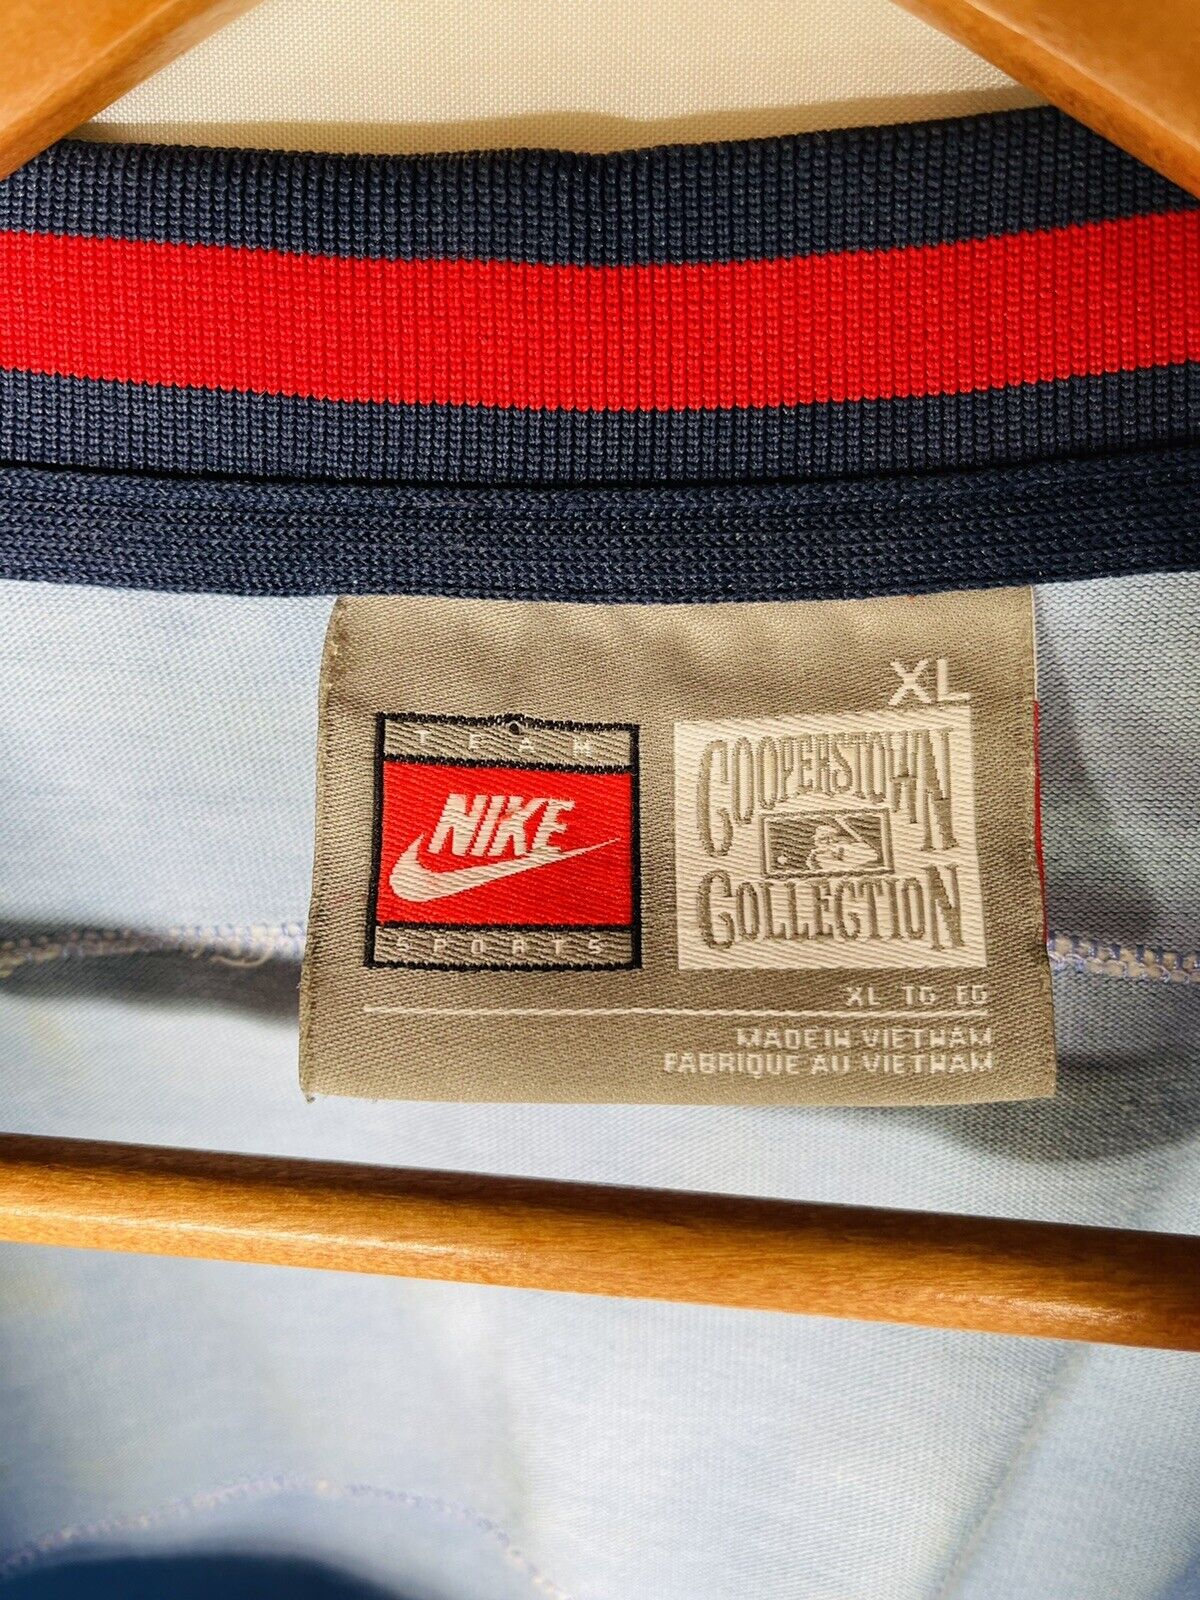 XL
TEAM
NIKE
SPORTS
COOPERSTOWN
COLLECTION
XL TG EG
MADE IN VIETNAM
FABRIQUE AU VIETNAM